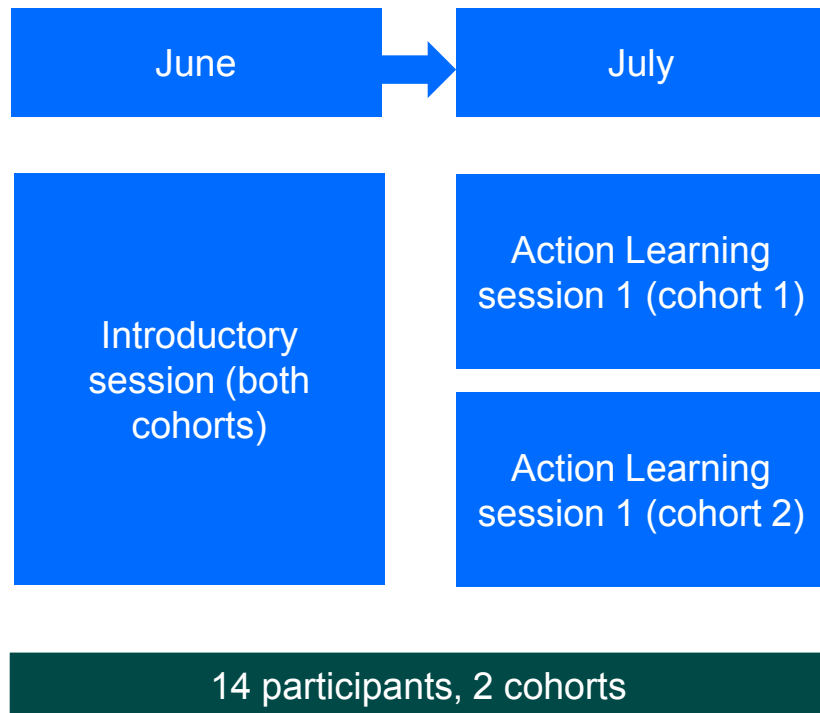 June
July
Introductory
session (both
cohorts)
Action Learning
session 1 (cohort 1)
Action Learning
session 1 (cohort 2)
14 participants, 2 cohorts